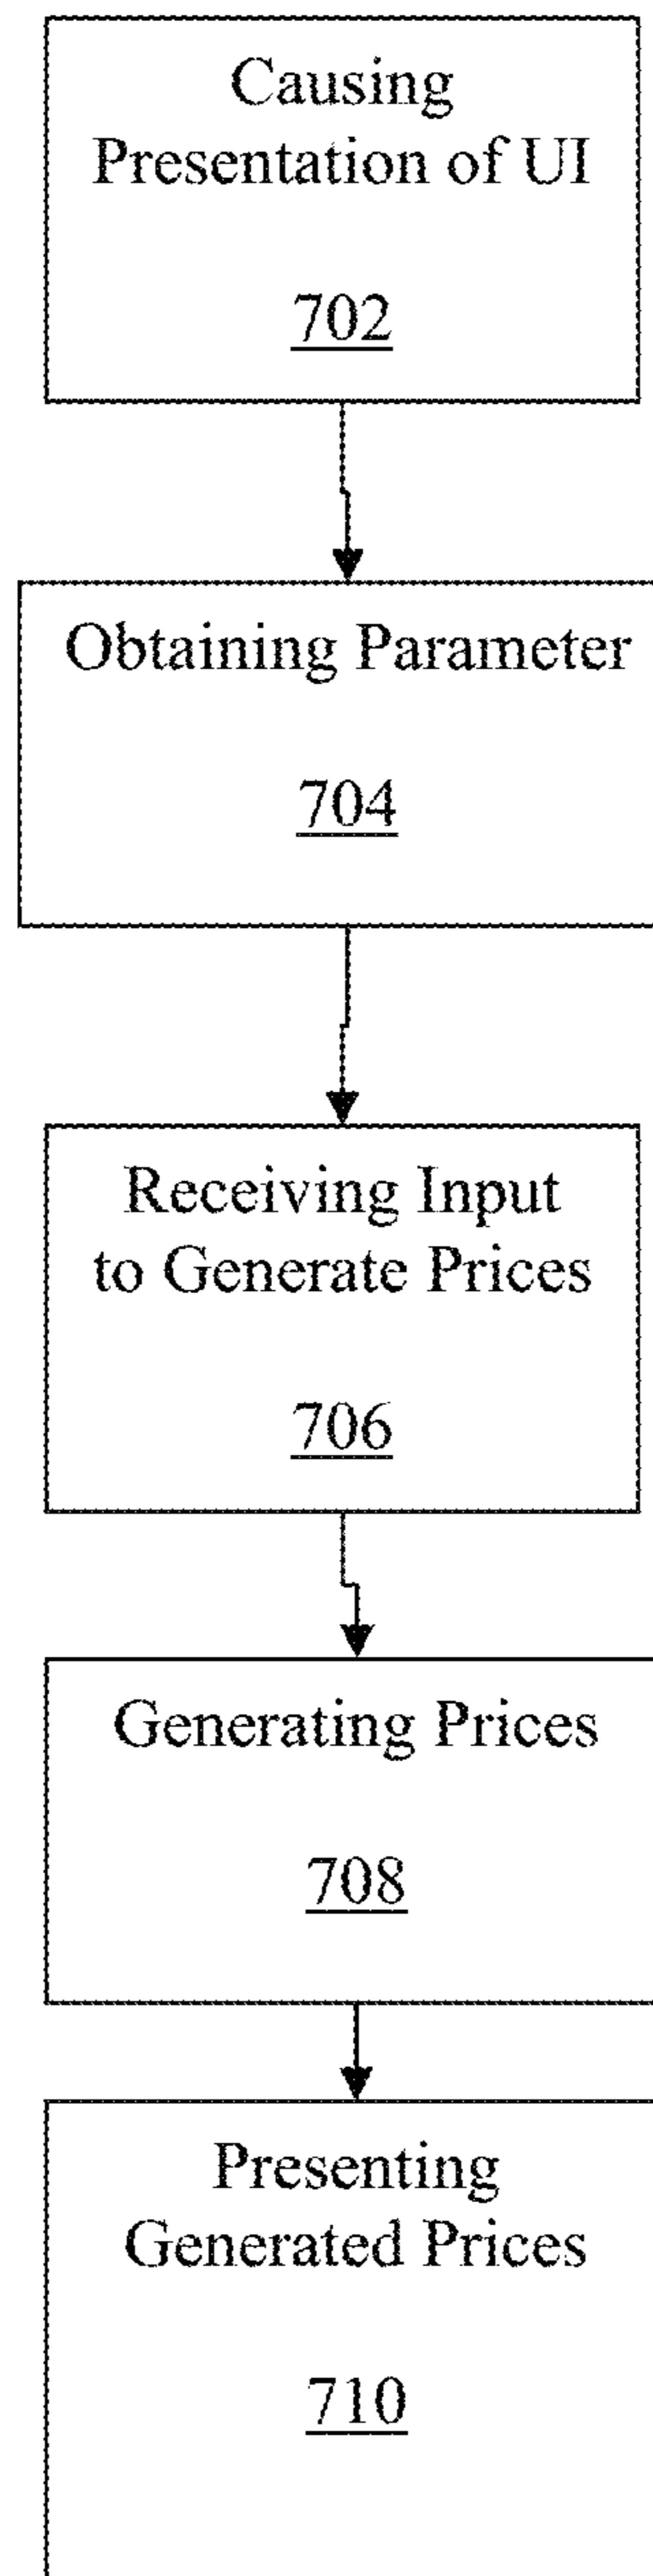 Causing
Presentation of UI
702
Obtaining Parameter
704
Receiving Input
to Generate Prices
706
Generating Prices
708
Presenting
Generated Prices
710